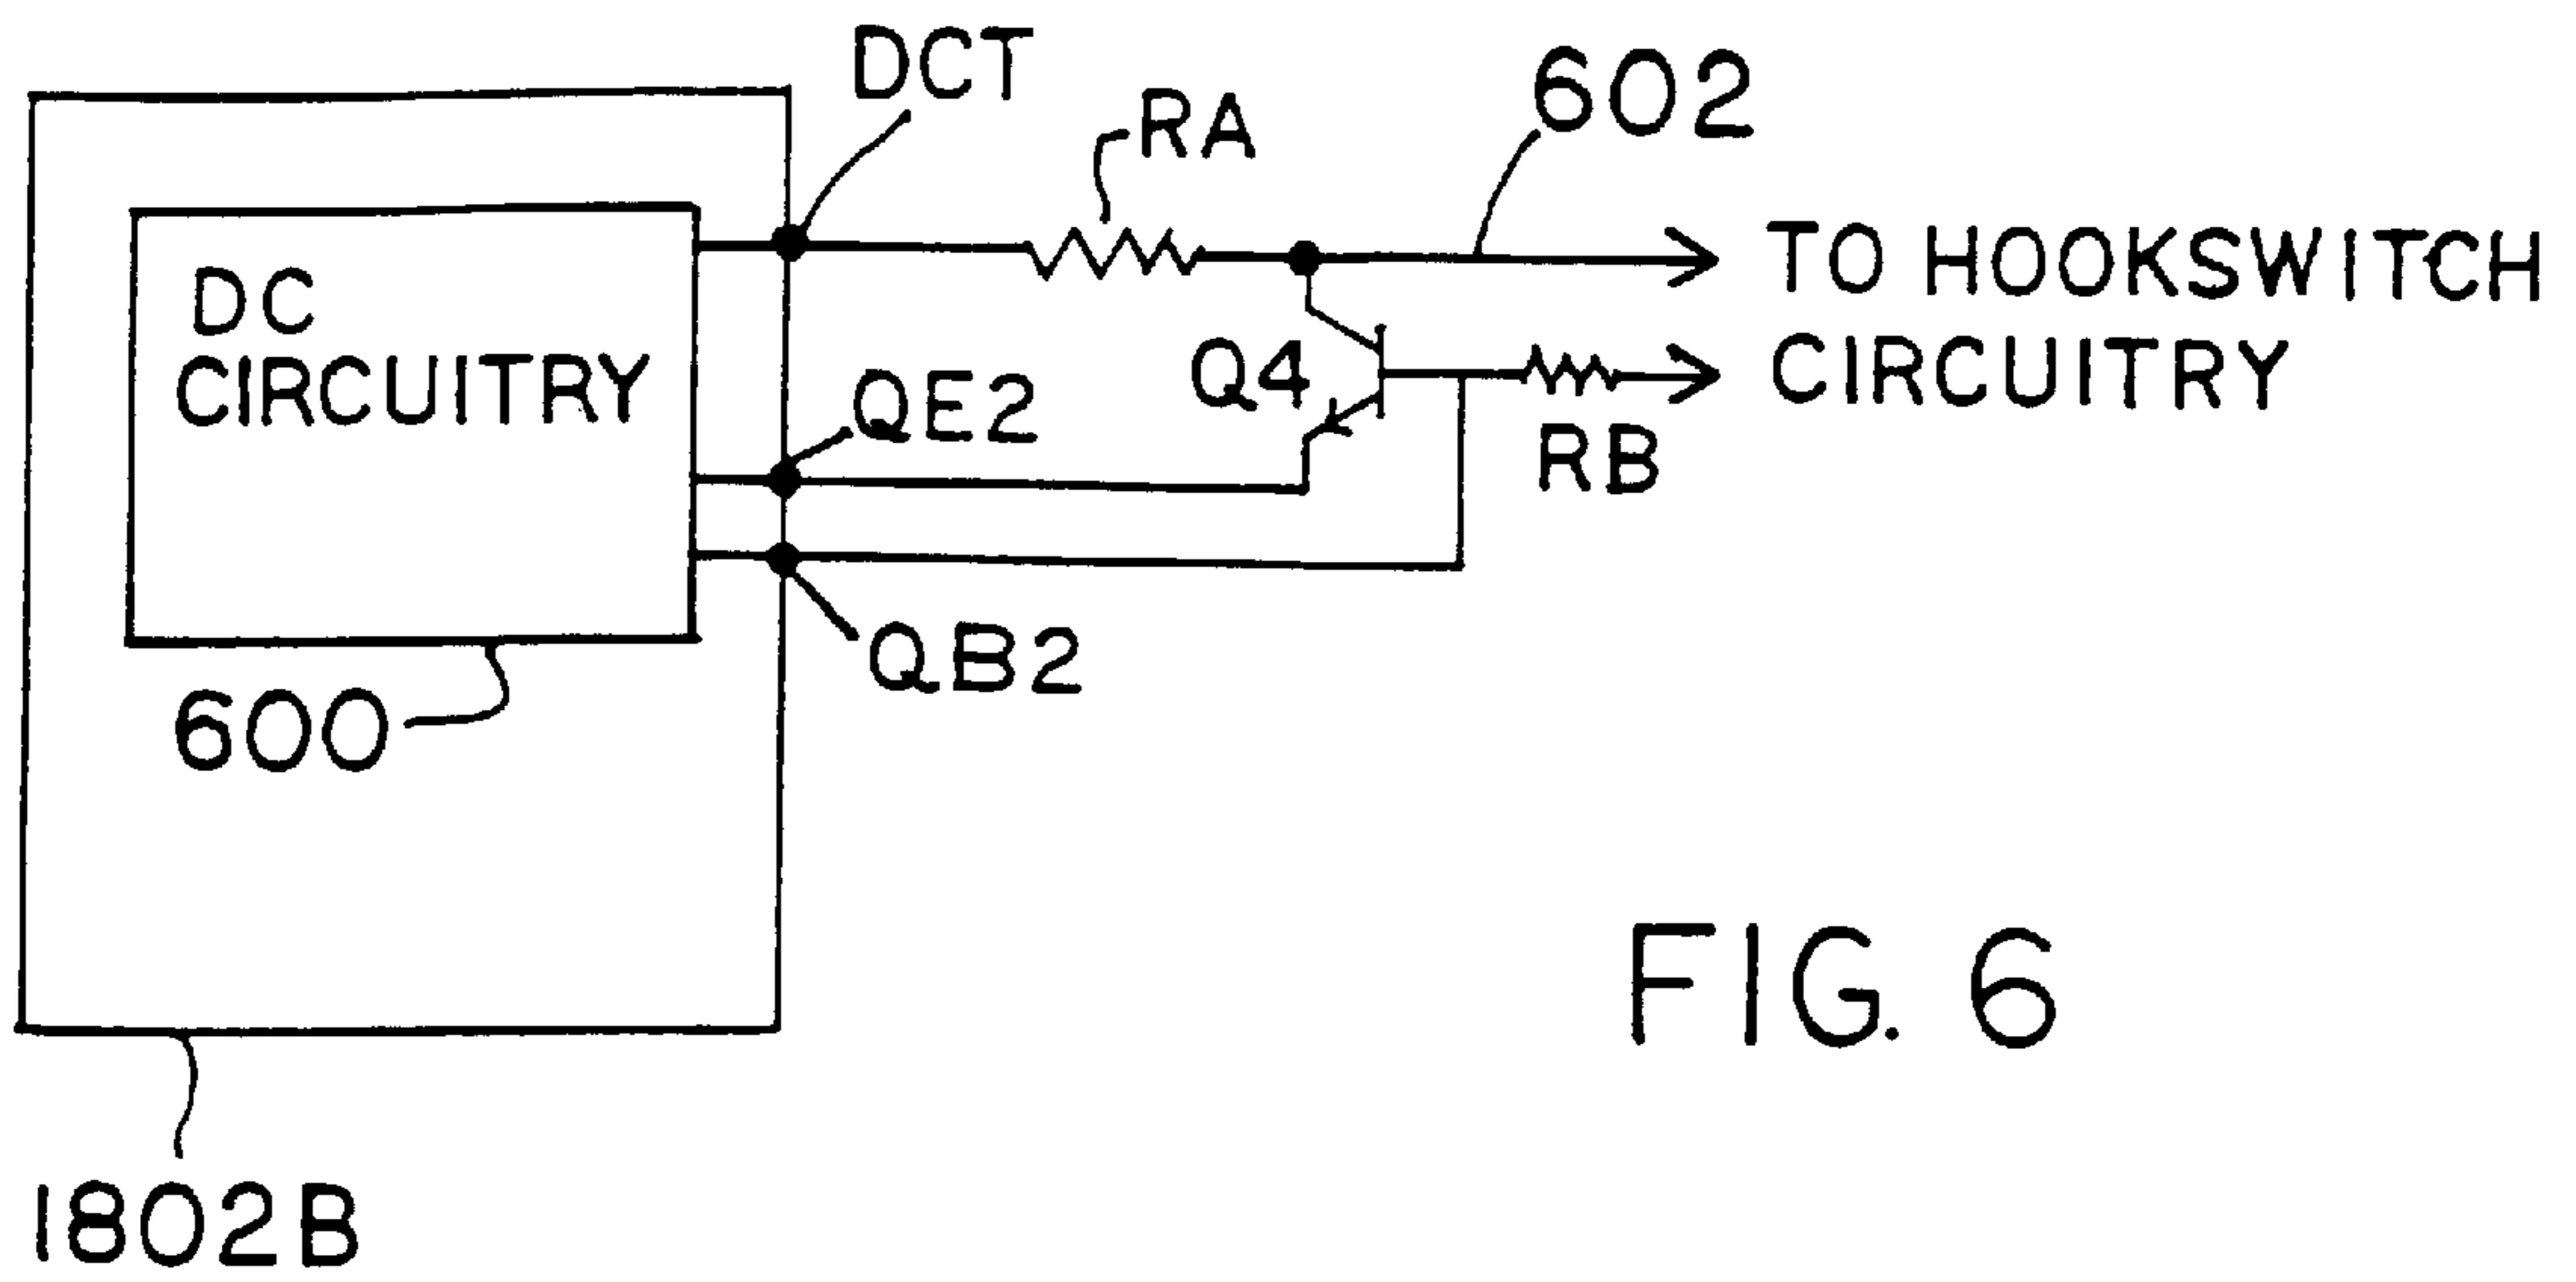 DCT
RA
602
TO HOOKSWITCH
CIRCUITRY
DC
CIRCUITRY
Q4
QE2
RB
QB2
600
FIG. 6
1802B